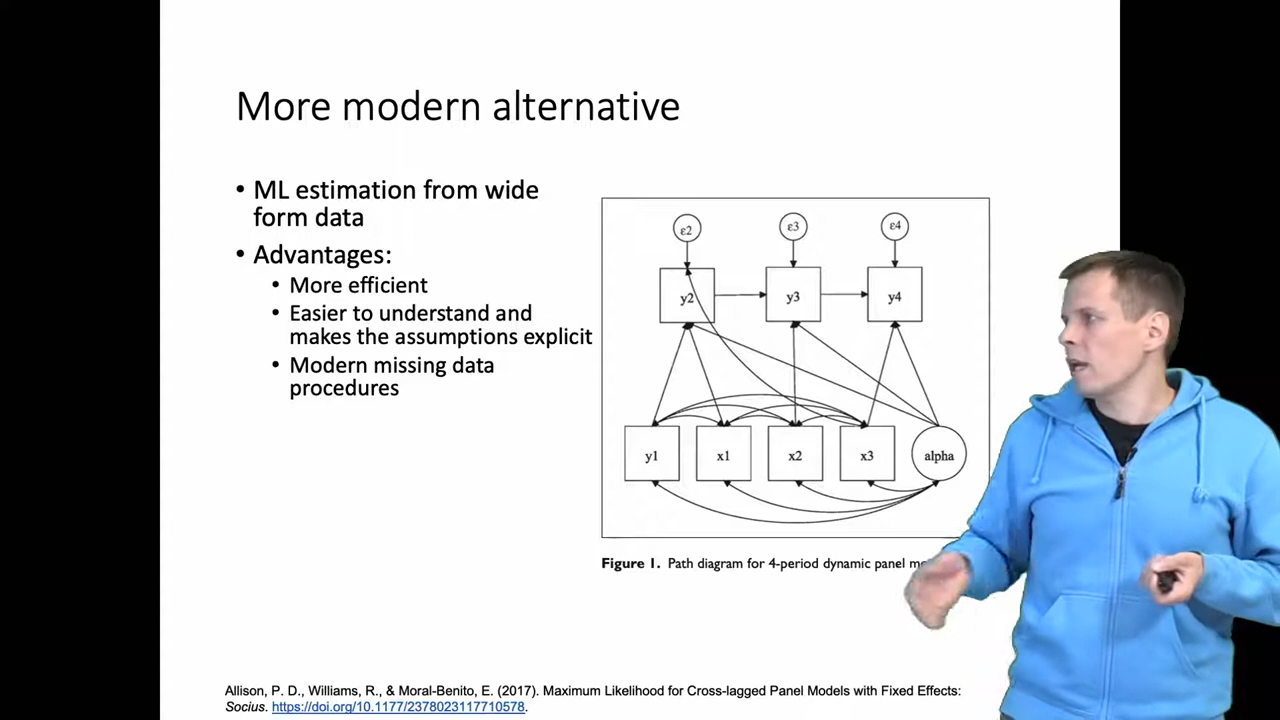 More modern alternative
• ML estimation from wide
form data
• Advantages:
• More efficient
• Easier to understand and
makes the assumptions explicit
• Modern missing data
procedures
ε2
ε3
ε4
y2
y3
y4
y1
x1
x2
x3
alpha
Figure 1. Path diagram for 4-period dynamic panel
Allison, P. D., Williams, R., & Moral-Benito, E. (2017). Maximum Likelihood for Cross-lagged Panel Models with Fixed Effects:
Socius. https://doi.org/10.1177/2378023117710578.